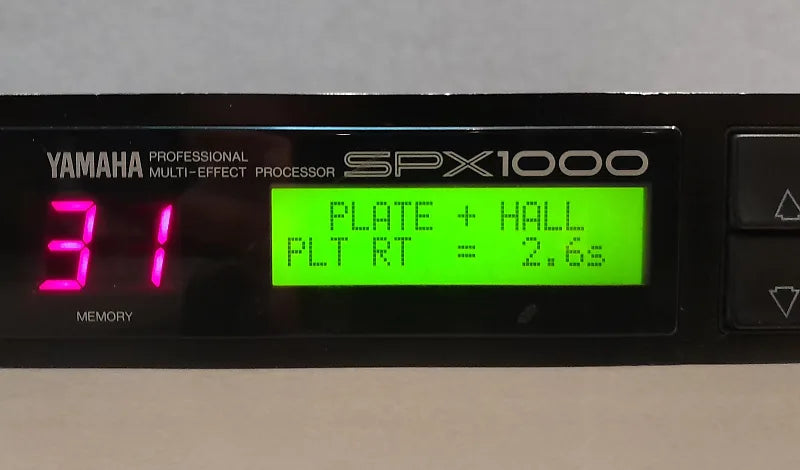 YAMAHA PROFESSIONAL MULTI-EFFECT PROCESSOR SPX1000
31
MEMORY
PLATE + HALL
PLT RT = 2.6s